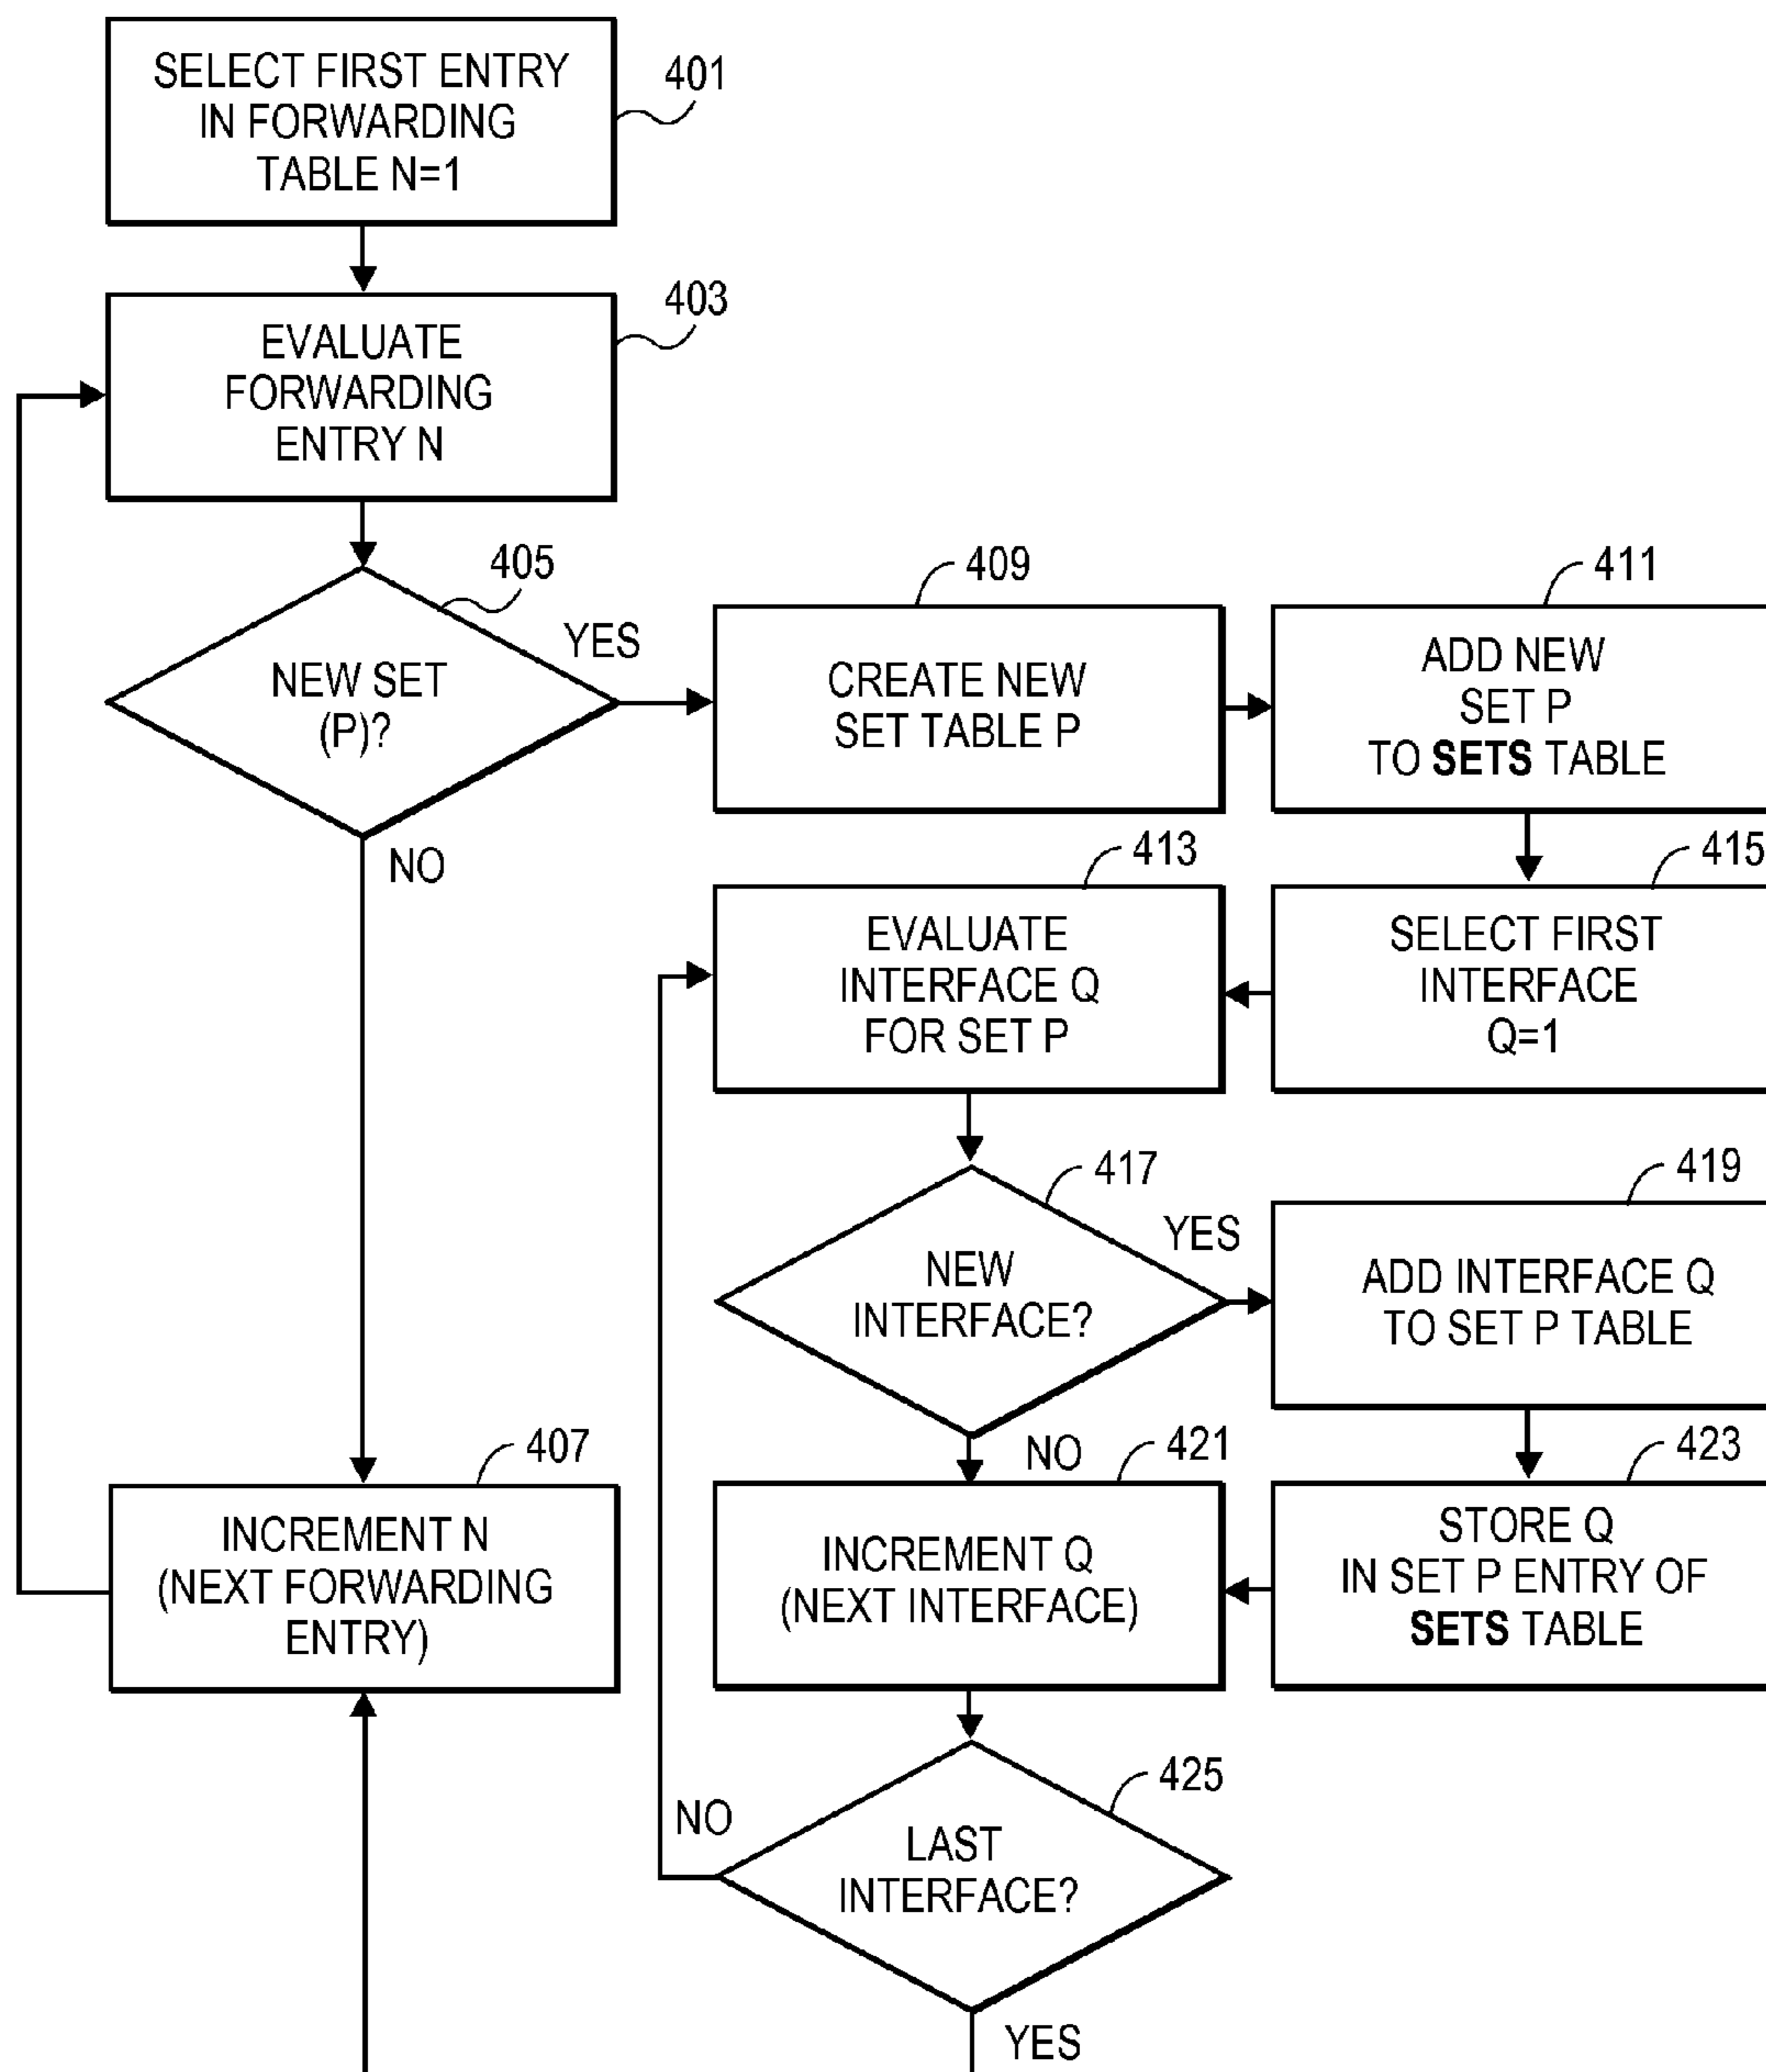 SELECT FIRST ENTRY
IN FORWARDING
TABLE N=1
401
EVALUATE
FORWARDING
ENTRY N
403
405
NEW SET
(P)?
YES
NO
409
CREATE NEW
SET TABLE P
411
ADD NEW
SET P
TO SETS TABLE
413
EVALUATE
INTERFACE Q
FOR SET P
415
SELECT FIRST
INTERFACE
Q=1
417
NEW
INTERFACE?
YES
NO
419
ADD INTERFACE Q
TO SET P TABLE
407
INCREMENT N
(NEXT FORWARDING
ENTRY)
421
INCREMENT Q
(NEXT INTERFACE)
423
STORE Q
IN SET P ENTRY OF
SETS TABLE
425
LAST
INTERFACE?
NO
YES